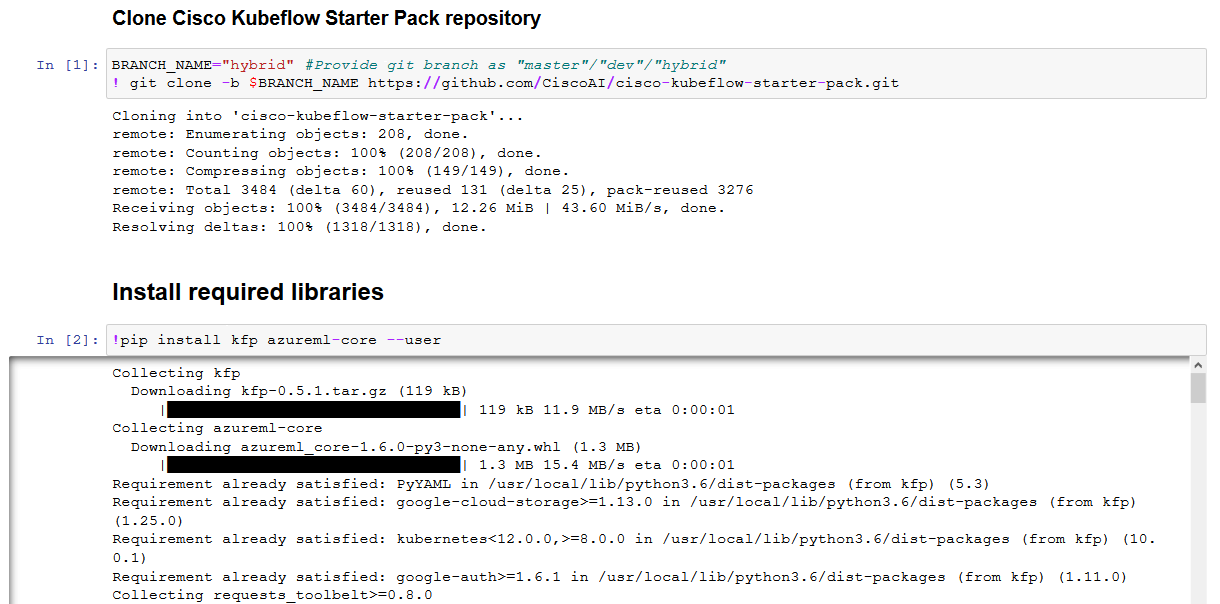 Clone Cisco Kubeflow Starter Pack repository
In [1]: BRANCH_NAME="hybrid" #Provide git branch as "master"/"dev"/"hybrid"
! git clone -b $BRANCH_NAME https://github.com/CiscoAI/cisco-kubeflow-starter-pack.git
Cloning into 'cisco-kubeflow-starter-pack'...
remote: Enumerating objects: 208, done.
remote: Counting objects: 100% (208/208), done.
remote: Compressing objects: 100% (149/149), done.
remote: Total 3484 (delta 60), reused 131 (delta 25), pack-reused 3276
Receiving objects: 100% (3484/3484), 12.26 MiB | 43.60 MiB/s, done.
Resolving deltas: 100% (1318/1318), done.
Install required libraries
In [2]: !pip install kfp azureml-core --user
Collecting kfp
Downloading kfp-0.5.1.tar.gz (119 kB)
| | 119 kB 11.9 MB/s eta 0:00:01
Collecting azureml-core
Downloading azureml_core-1.6.0-py3-none-any.whl (1.3 MB)
| | 1.3 MB 15.4 MB/s eta 0:00:01
Requirement already satisfied: PyYAML in /usr/local/lib/python3.6/dist-packages (from kfp) (5.3)
Requirement already satisfied: google-cloud-storage>=1.13.0 in /usr/local/lib/python3.6/dist-packages (from kfp)
(1.25.0)
Requirement already satisfied: kubernetes<12.0.0,>=8.0.0 in /usr/local/lib/python3.6/dist-packages (from kfp) (10.
0.1)
Requirement already satisfied: google-auth>=1.6.1 in /usr/local/lib/python3.6/dist-packages (from kfp) (1.11.0)
Collecting requests_toolbelt>=0.8.0